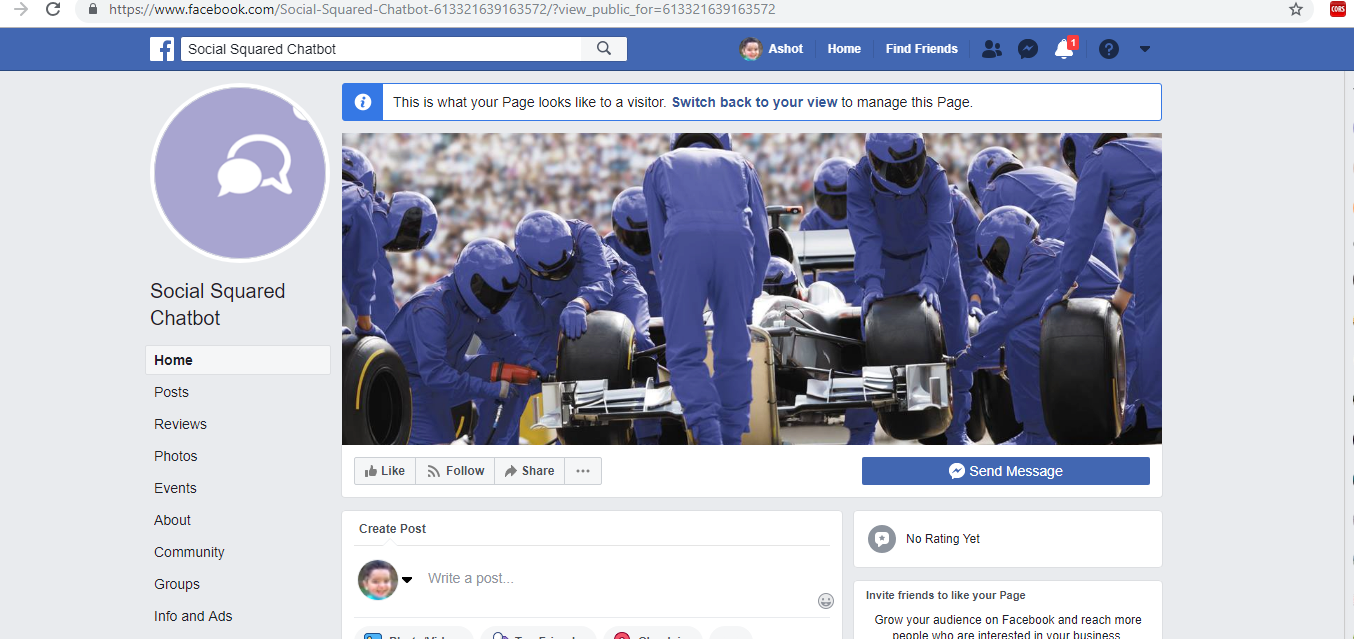 https://www.facebook.com/Social-Squared-Chatbot-613321639163572/?view_public_for=613321639163572
CORS
Social Squared Chatbot
Ashot
Home
Find Friends
1
This is what your Page looks like to a visitor. Switch back to your view to manage this Page.
Social Squared
Chatbot
Home
Posts
Reviews
Photos
Events
About
Community
Groups
Info and Ads
Like
Follow
Share
Send Message
Create Post
Write a post...
No Rating Yet
Invite friends to like your Page
Grow your audience on Facebook and reach more
people who are interested in your business